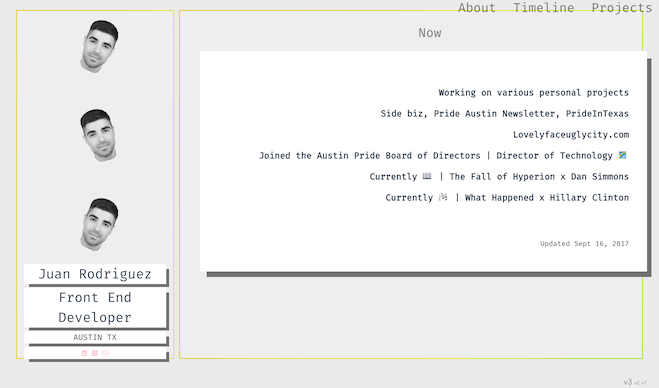 About Timeline Projects
Now
Working on various personal projects
Side biz, Pride Austin Newsletter, PrideInTexas
Lovelyfaceuglycity.com
Joined the Austin Pride Board of Directors | Director of Technology
Currently 📖 | The Fall of Hyperion x Dan Simmons
Currently | What Happened x Hillary Clinton
Updated Sept 16, 2017
Juan Rodriguez
Front End
Developer
AUSTIN TX
v3 v2 v1